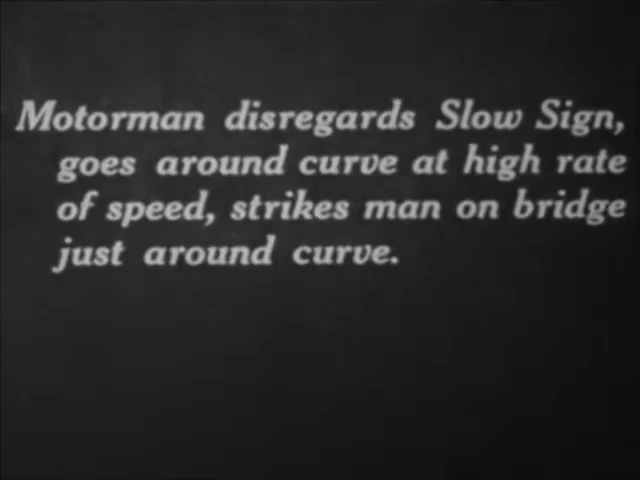 Motorman disregards Slow Sign,
goes around curve at high rate
of speed, strikes man on bridge
just around curve.